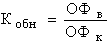 К обн = ОФ в / ОФ к